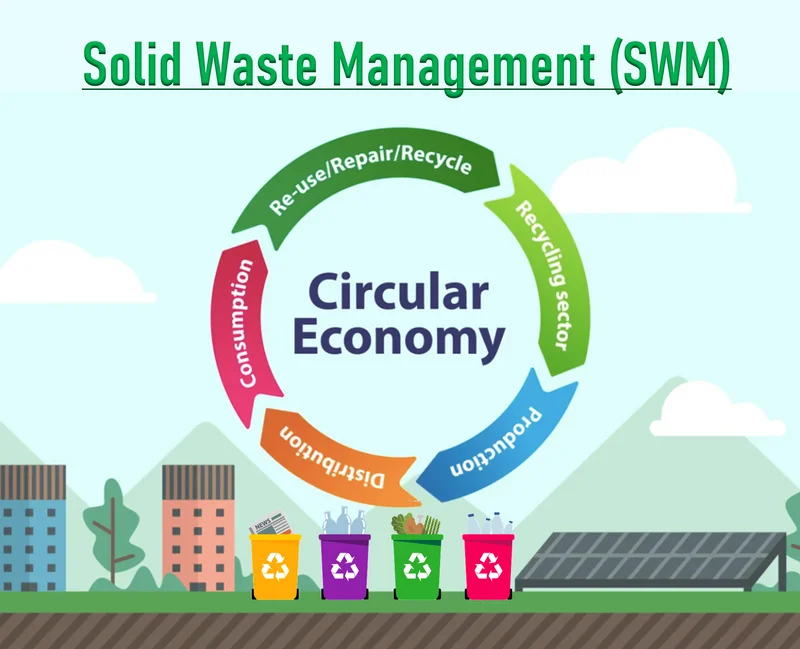 Solid Waste Management (SWM)
Re-use/Repair/Recycle
Recycling sector
Production
Distribution
Consumption
Circular
Economy
NEWS